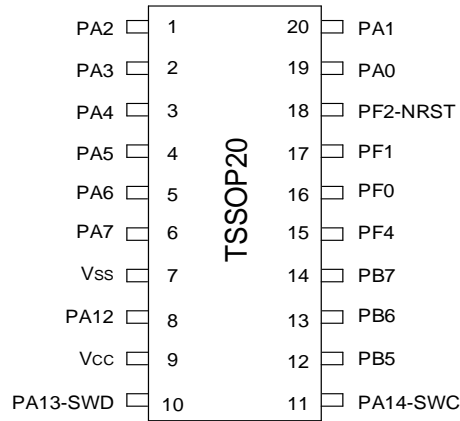 PA2 1 20 PA1
PA3 2 19 PA0
PA4 3 18 PF2-NRST
PA5 4 17 PF1
PA6 5 16 PF0
PA7 6 15 PF4
Vss 7 14 PB7
PA12 8 13 PB6
Vcc 9 12 PB5
PA13-SWD 10 11 PA14-SWC
TSSOP20